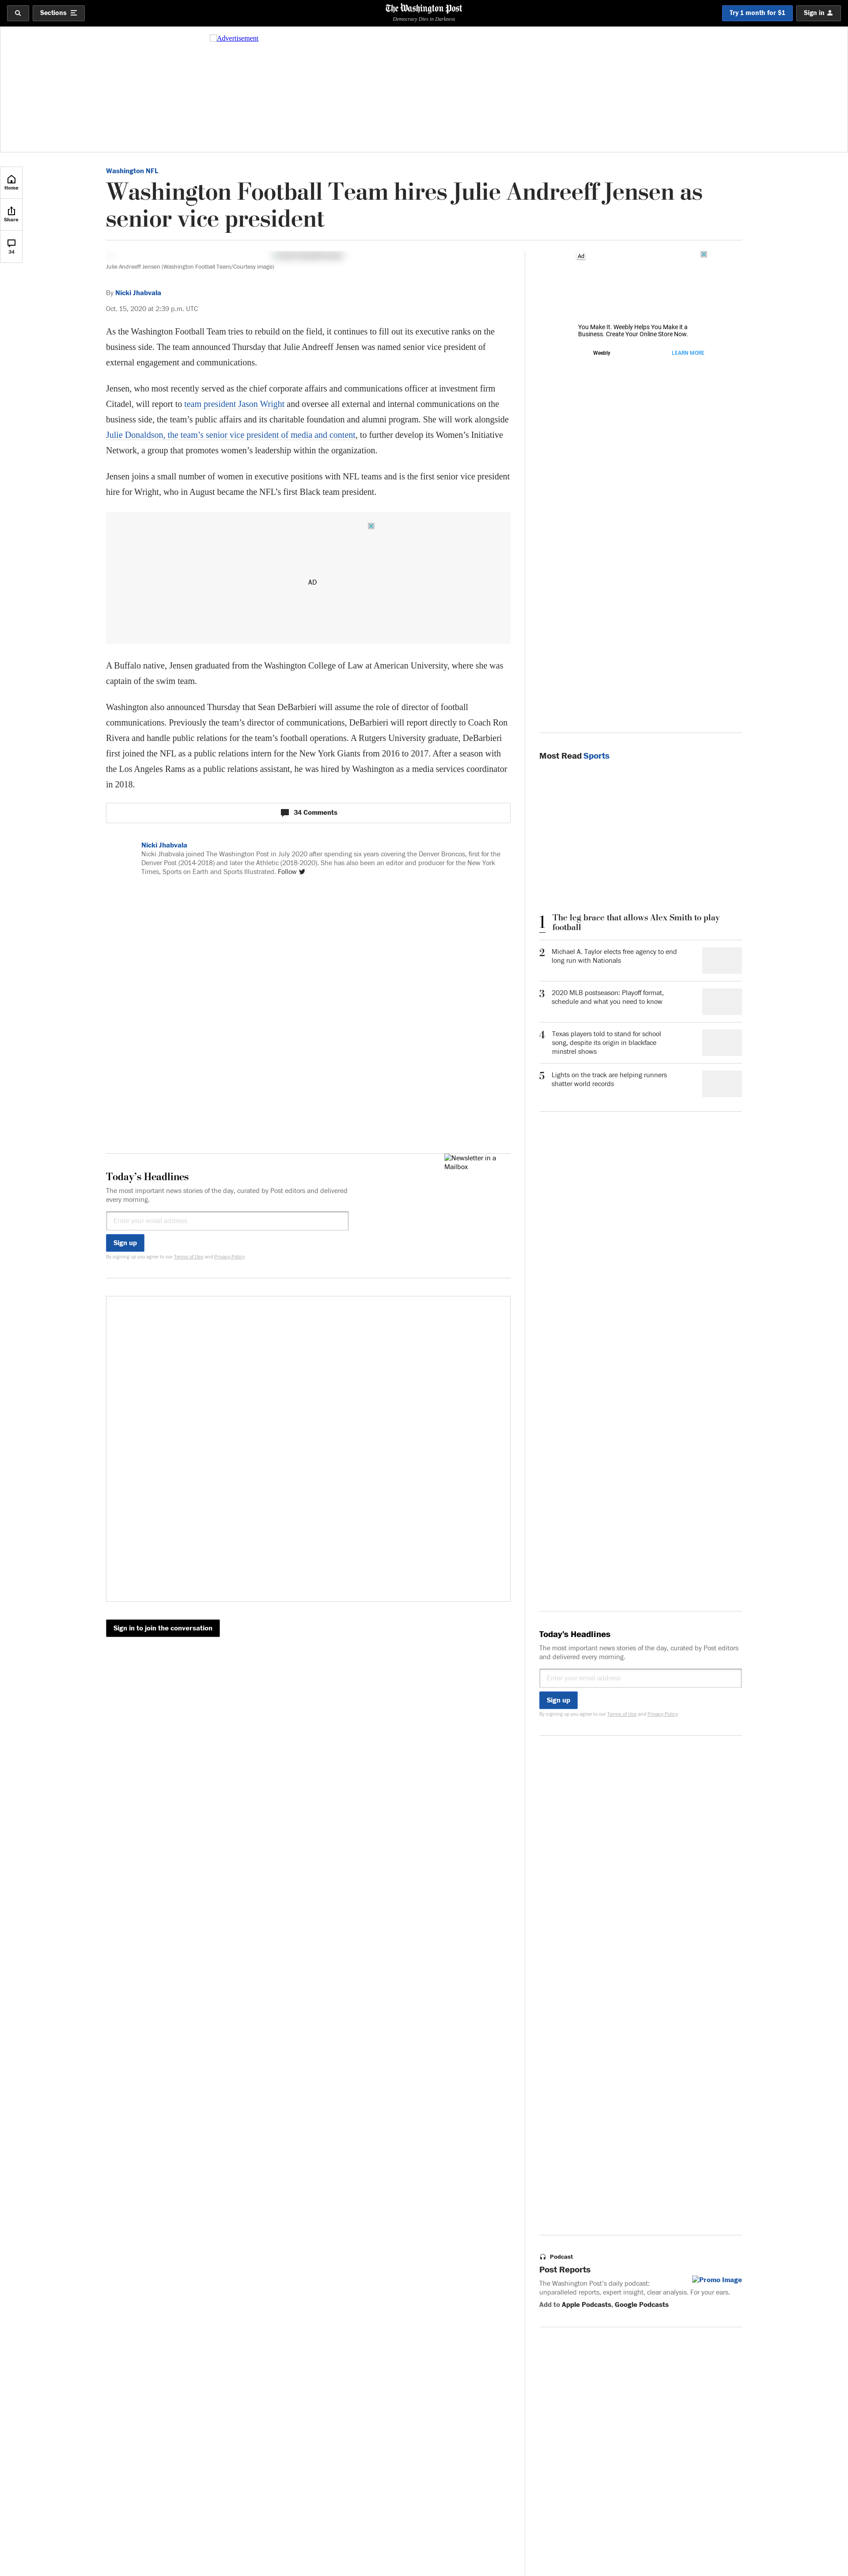 Sections
The Washington Post
Democracy Dies in Darkness
Try 1 month for $1
Sign in
Advertisement
Home
Share
34
Washington NFL
Washington Football Team hires Julie Andreeff Jensen as
senior vice president
Julie Andreeff Jensen (Washington Football Team/Courtesy image)
By Nicki Jhabvala
Oct. 15, 2020 at 2:39 p.m. UTC
As the Washington Football Team tries to rebuild on the field, it continues to fill out its executive ranks on the
business side. The team announced Thursday that Julie Andreeff Jensen was named senior vice president of
external engagement and communications.
Jensen, who most recently served as the chief corporate affairs and communications officer at investment firm
Citadel, will report to team president Jason Wright and oversee all external and internal communications on the
business side, the team’s public affairs and its charitable foundation and alumni program. She will work alongside
Julie Donaldson, the team’s senior vice president of media and content, to further develop its Women’s Initiative
Network, a group that promotes women’s leadership within the organization.
Jensen joins a small number of women in executive positions with NFL teams and is the first senior vice president
hire for Wright, who in August became the NFL’s first Black team president.
AD
A Buffalo native, Jensen graduated from the Washington College of Law at American University, where she was
captain of the swim team.
Washington also announced Thursday that Sean DeBarbieri will assume the role of director of football
communications. Previously the team’s director of communications, DeBarbieri will report directly to Coach Ron
Rivera and handle public relations for the team’s football operations. A Rutgers University graduate, DeBarbieri
first joined the NFL as a public relations intern for the New York Giants from 2016 to 2017. After a season with
the Los Angeles Rams as a public relations assistant, he was hired by Washington as a media services coordinator
in 2018.
34 Comments
Nicki Jhabvala
Nicki Jhabvala joined The Washington Post in July 2020 after spending six years covering the Denver Broncos, first for the
Denver Post (2014-2018) and later the Athletic (2018-2020). She has also been an editor and producer for the New York
Times, Sports on Earth and Sports Illustrated. Follow
Today’s Headlines
The most important news stories of the day, curated by Post editors and delivered
every morning.
Newsletter in a
Mailbox
Enter your email address
Sign up
By signing up you agree to our Terms of Use and Privacy Policy
Sign in to join the conversation
Ad
You Make It. Weebly Helps You Make it a
Business. Create Your Online Store Now.
Weebly
LEARN MORE
Most Read Sports
1 The leg brace that allows Alex Smith to play
football
2 Michael A. Taylor elects free agency to end
long run with Nationals
3 2020 MLB postseason: Playoff format,
schedule and what you need to know
4 Texas players told to stand for school
song, despite its origin in blackface
minstrel shows
5 Lights on the track are helping runners
shatter world records
Today’s Headlines
The most important news stories of the day, curated by Post editors
and delivered every morning.
Enter your email address
Sign up
By signing up you agree to our Terms of Use and Privacy Policy
Podcast
Post Reports
Promo Image
The Washington Post's daily podcast:
unparalleled reports, expert insight, clear analysis. For your ears.
Add to Apple Podcasts, Google Podcasts